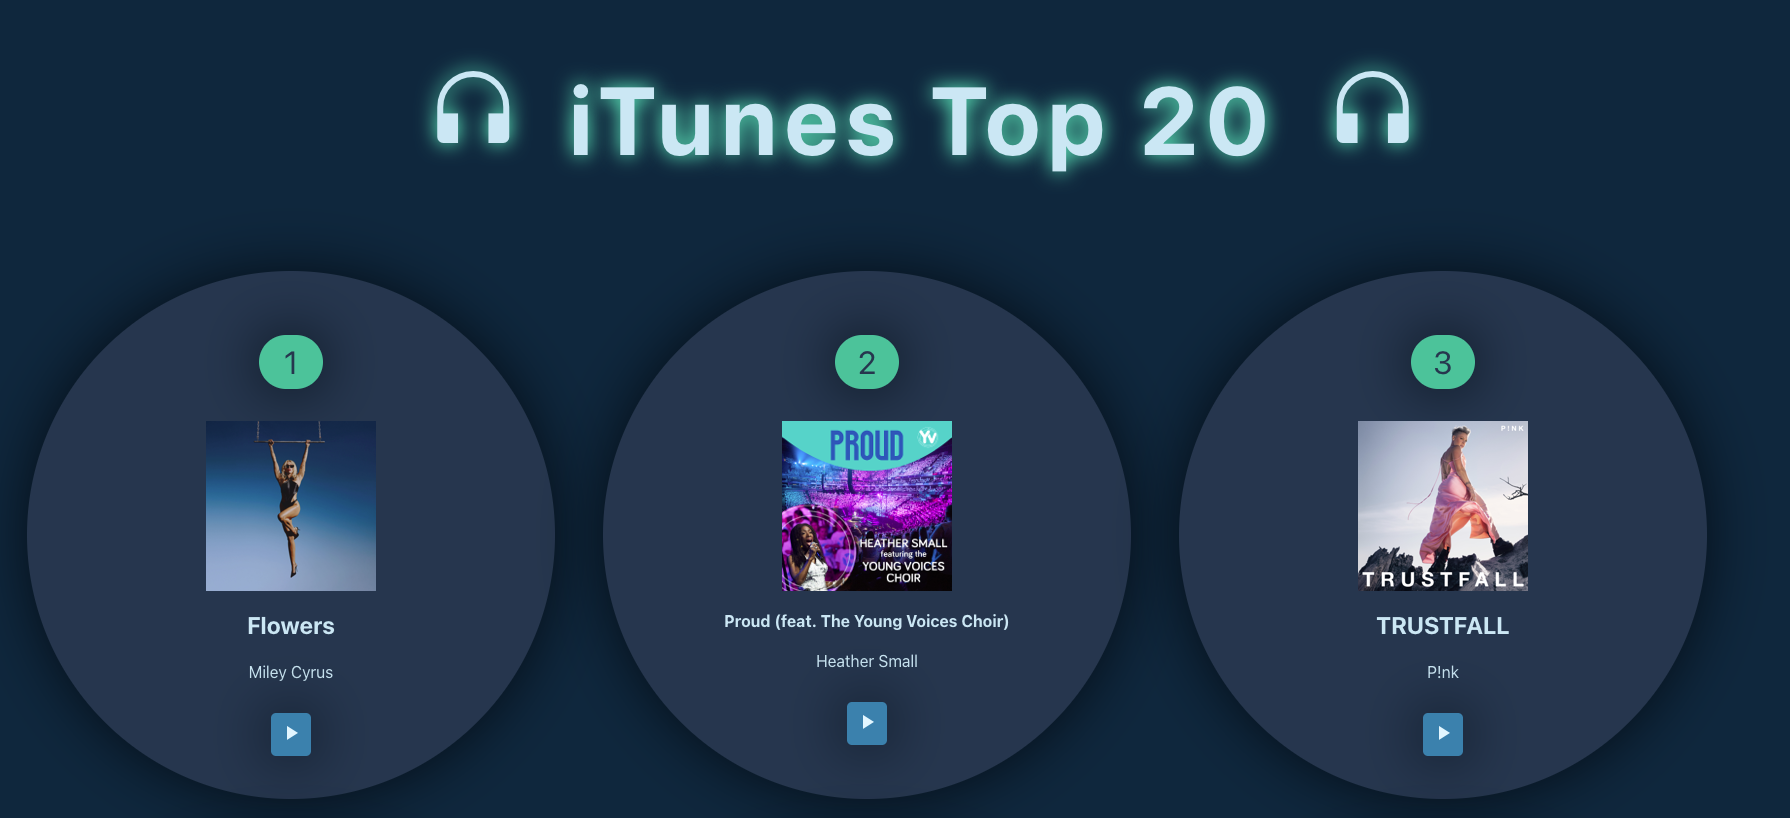 iTunes Top 20
1
2
3
PROUD
YV
HEATHER SMALL
featuring the
YOUNG VOICES
CHOIR
P!NK
TRUSTFALL
Flowers
Proud (feat. The Young Voices Choir)
TRUSTFALL
Miley Cyrus
Heather Small
P!nk